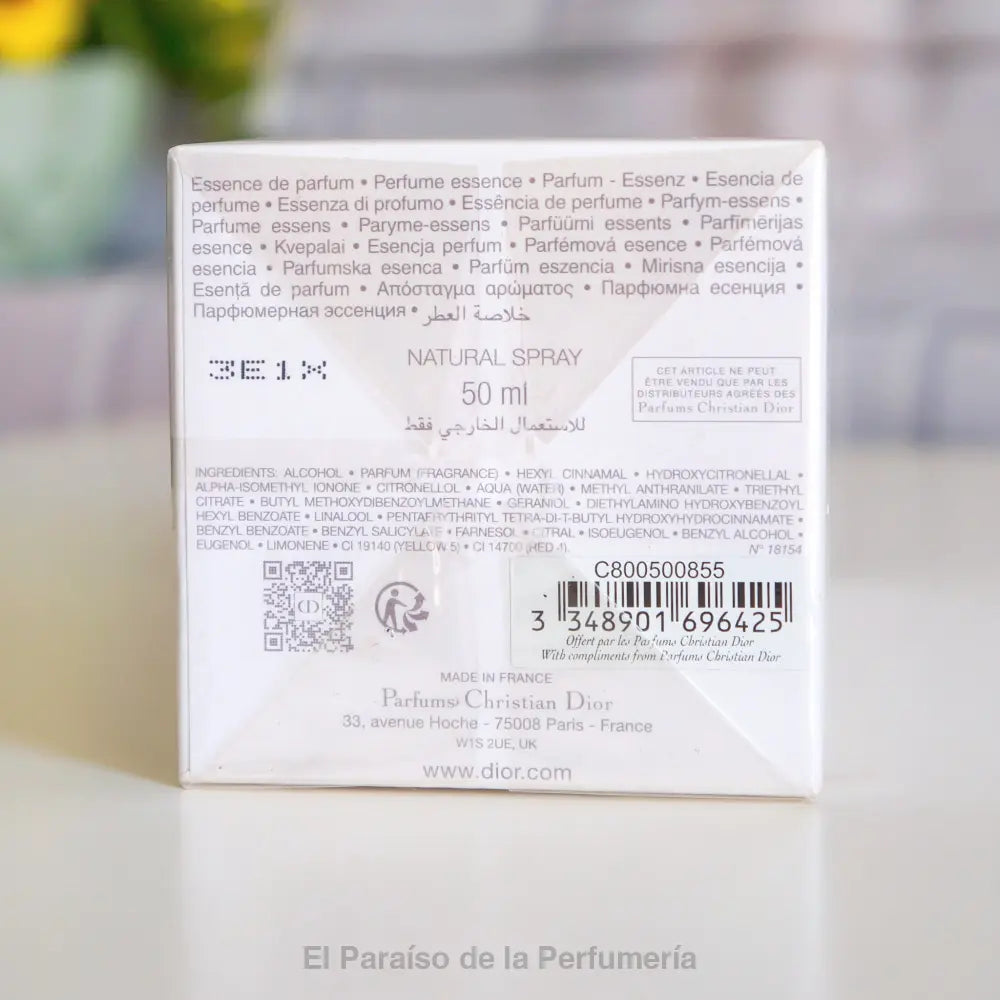 Essence de parfum • Perfume essence • Parfum - Essenz • Esencia de
perfume • Essenza di profumo • Essência de perfume • Parfym-essens •
Parfume essens • Paryme-essens • Parfüümi essents • Parfimērijas
esence • Kvepalai • Esencja perfum • Parfémová esence • Parfémová
esencia • Parfumska esenca • Parfüm eszencia • Mirisna esencija •
Esență de parfum • Απόσταγμα αρώματος • Парфюмна есенция •
Парфюмерная эссенция • خلاصة العطر
3E1X
NATURAL SPRAY
50 ml
للاستعمال الخارجي فقط
CET ARTICLE NE PEUT
ÊTRE VENDU QUE PAR LES
DISTRIBUTEURS AGRÉÉS DES
Parfums Christian Dior
INGREDIENTS: ALCOHOL • PARFUM (FRAGRANCE) • HEXYL CINNAMAL • HYDROXYCITRONELLAL •
ALPHA-ISOMETHYL IONONE • CITRONELLOL • AQUA (WATER) • METHYL ANTHRANILATE • TRIETHYL
CITRATE • BUTYL METHOXYDIBENZOYLMETHANE • GERANIOL • DIETHYLAMINO HYDROXYBENZOYL
HEXYL BENZOATE • LINALOOL • PENTAERYTHRITYL TETRA-DI-T-BUTYL HYDROXYHYDROCINNAMATE •
BENZYL BENZOATE • BENZYL SALICYLATE • FARNESOL • CITRAL • ISOEUGENOL • BENZYL ALCOHOL •
EUGENOL • LIMONENE • CI 19140 (YELLOW 5) • CI 14700 (RED 4).
N° 18154
CD
C800500855
3 348901 696425
Offert par les Parfums Christian Dior
With compliments from Parfums Christian Dior
MADE IN FRANCE
Parfums Christian Dior
33, avenue Hoche - 75008 Paris - France
W1S 2UE, UK
www.dior.com
El Paraíso de la Perfumería